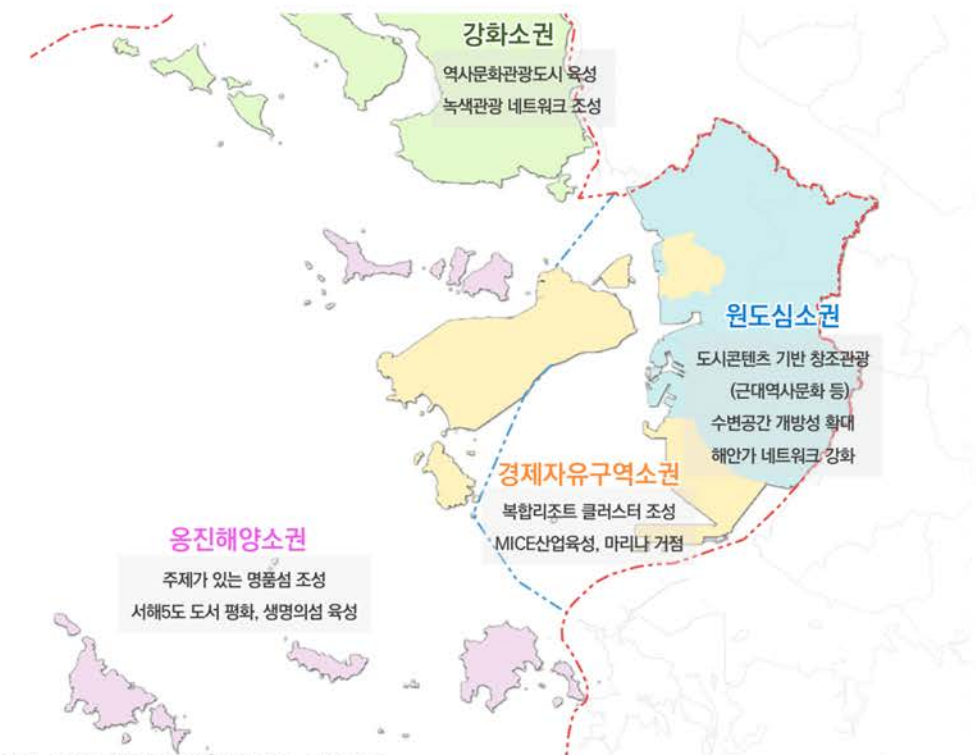 강화소권
역사문화관광도시 육성
녹색관광 네트워크 조성
원도심소권
도시콘텐츠 기반 창조관광
(근대역사문화 등)
수변공간 개방성 확대
해안가 네트워크 강화
경제자유구역소권
복합리조트 클러스터 조성
MICE산업육성, 마리나 거점
옹진해양소권
주제가 있는 명품섬 조성
서해5도 도서 평화, 생명의섬 육성